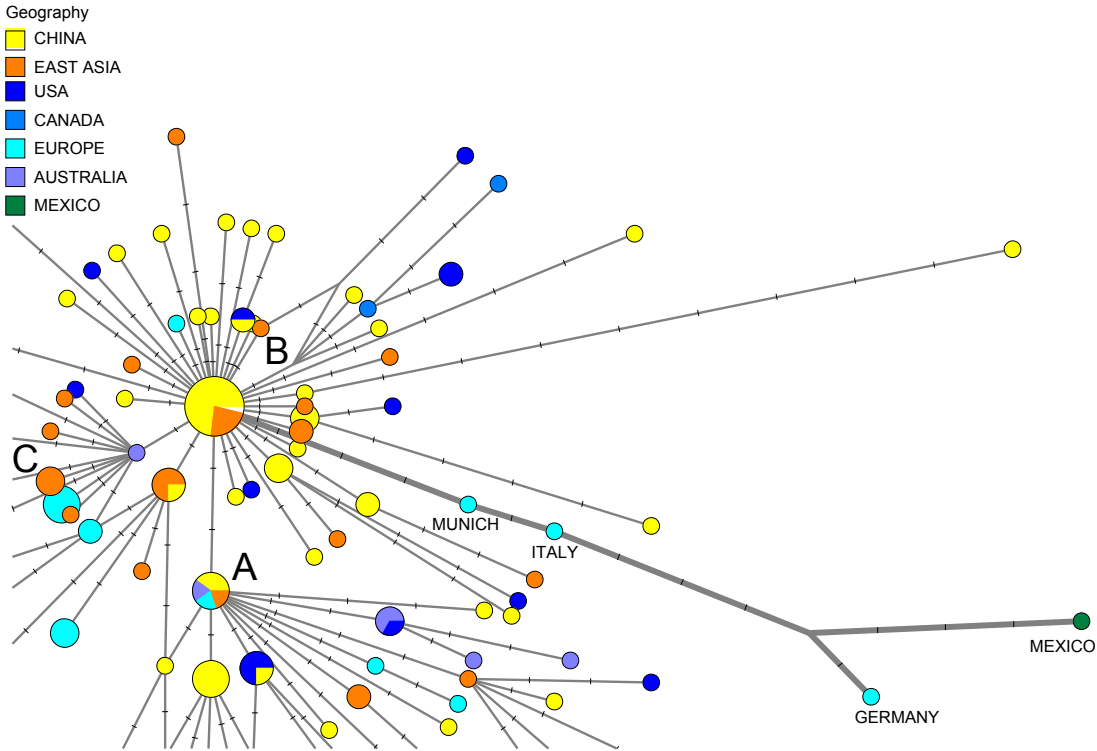 Geography
CHINA
EAST ASIA
USA
CANADA
EUROPE
AUSTRALIA
MEXICO
B
C
MUNICH
ITALY
A
MEXICO
GERMANY